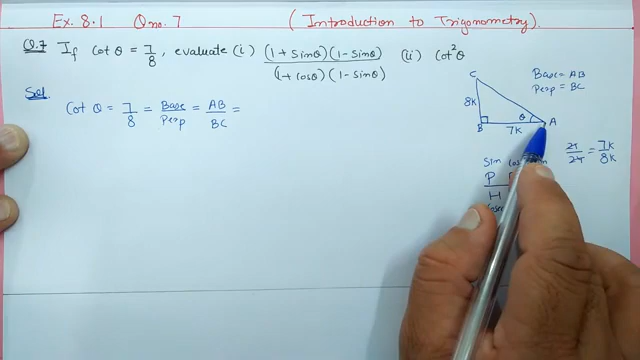 Ex. 8.1 Q no. 7 (Introduction to Trigonometry).
Q.7 If Cot θ = 7/8, evaluate (i) (1 + Sinθ)(1 - Sinθ) / (1 + cosθ)(1 - Sinθ) (ii) Cot²θ
Sol. Cot θ = 7/8 = Base/Perp = AB/BC =
C
8K
B
θ
A
7K
Base = AB
Perp = BC
21/24 = 7K/8K
Sin
P
H